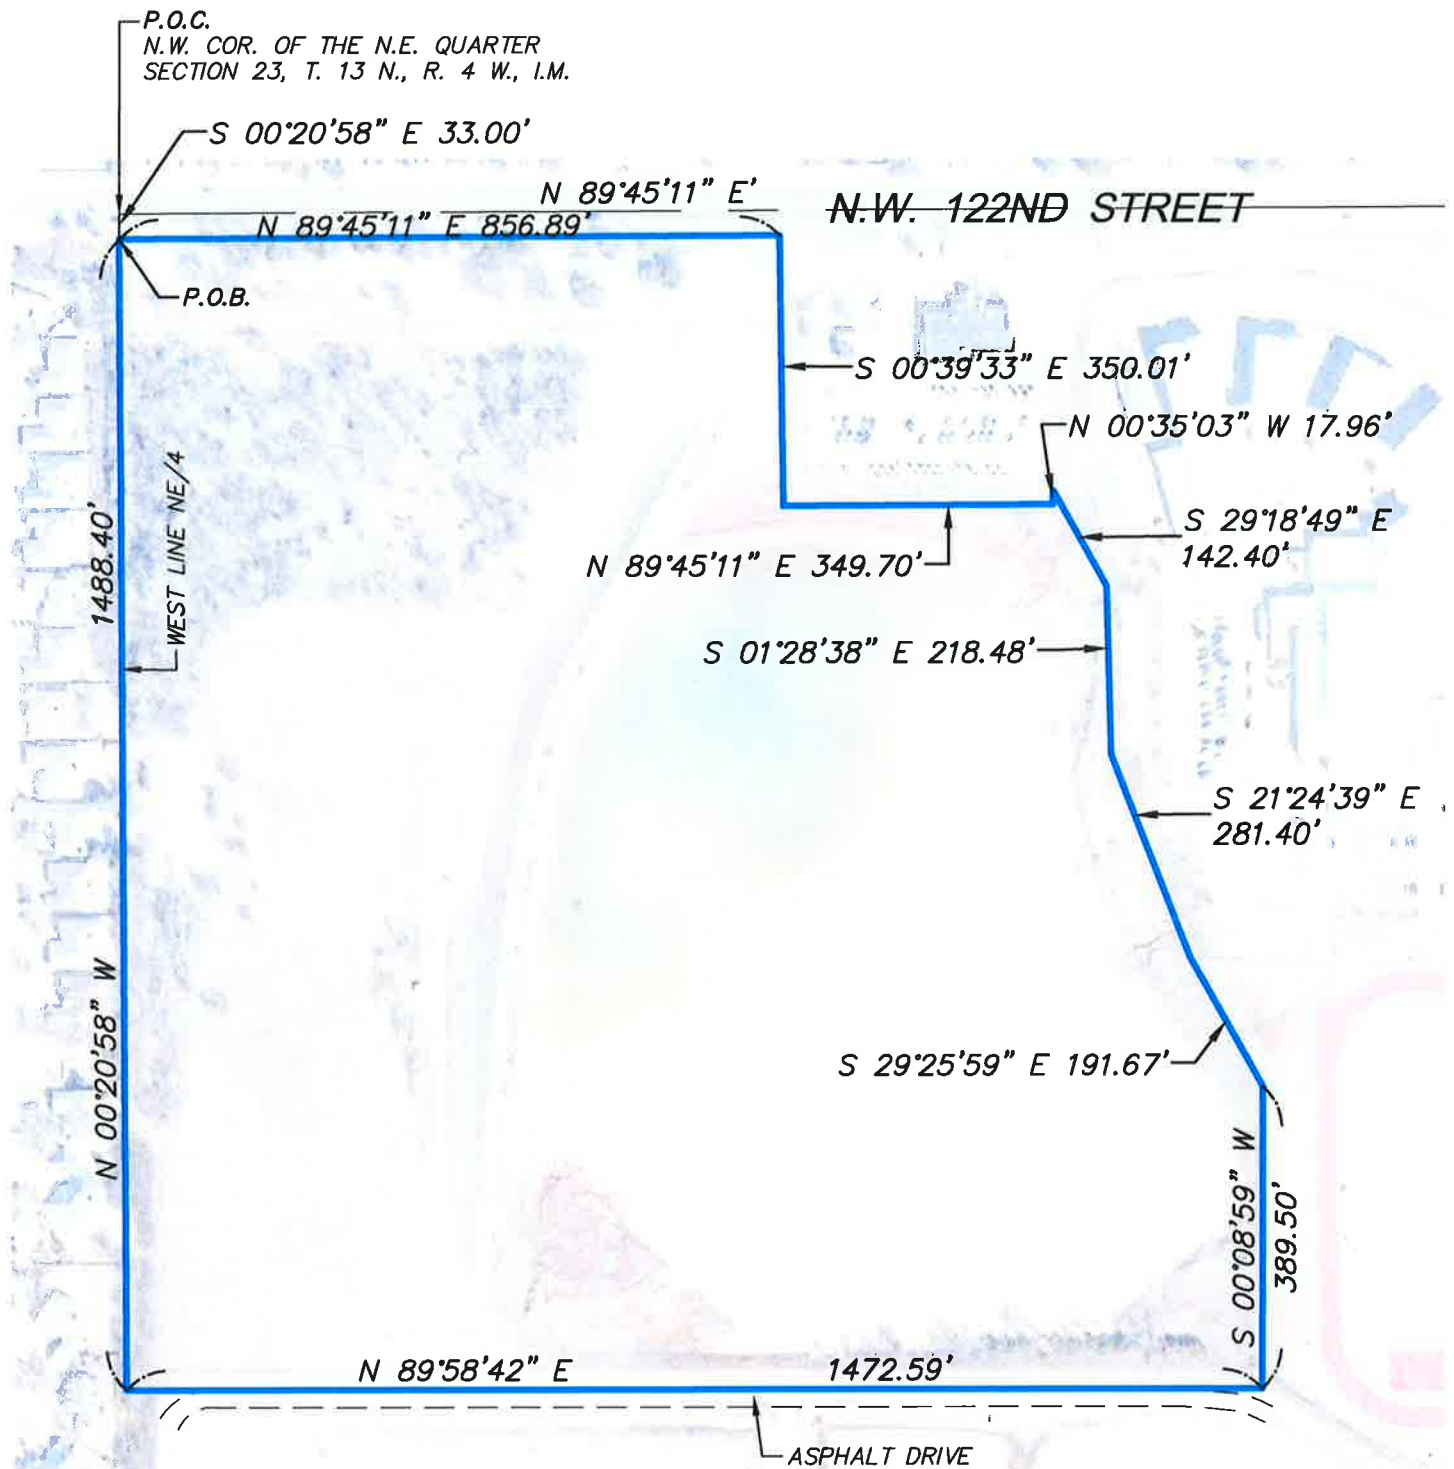 P.O.C.
N.W. COR. OF THE N.E. QUARTER
SECTION 23, T. 13 N., R. 4 W., I.M.
S 00°20'58" E 33.00'
N 89°45'11" E'
N.W. 122ND STREET
N 89°45'11" E 856.89'
P.O.B.
S 00°39'33" E 350.01'
N 00°35'03" W 17.96'
WEST LINE NE/4
1488.40'
S 29°18'49" E
142.40'
N 89°45'11" E 349.70'
S 01°28'38" E 218.48'
S 21°24'39" E
281.40'
N 00°20'58" W
S 29°25'59" E 191.67'
S 00°08'59" W
389.50'
N 89°58'42" E 1472.59'
ASPHALT DRIVE